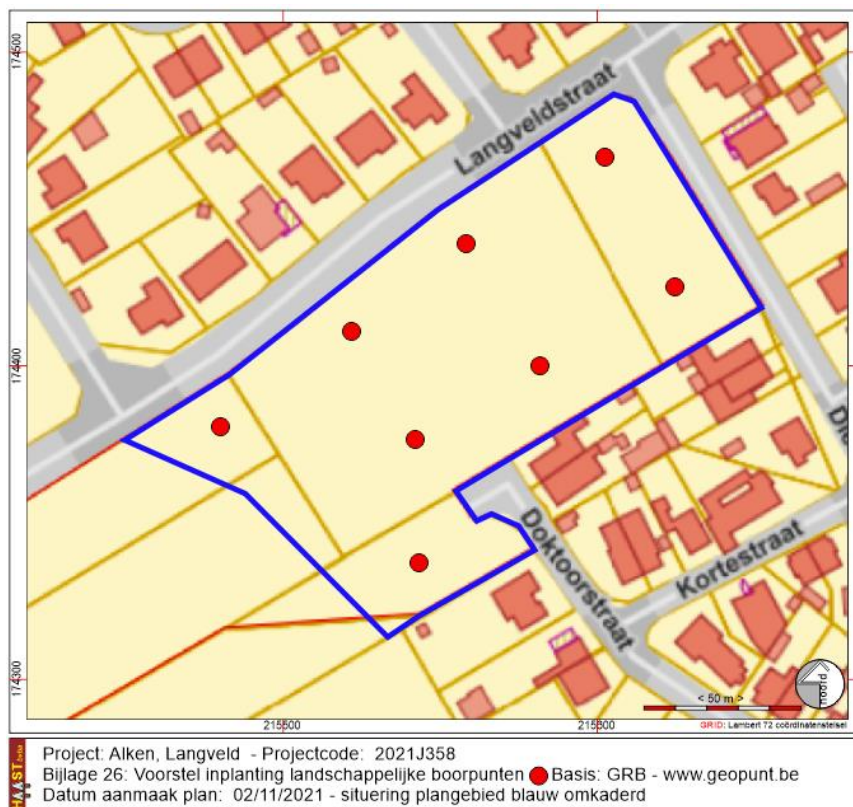 174500
Langveldstraat
174400
Doktoorstraat
Kortestraat
174300
< 50 m >
noord
215500
215600
GRID: Lambert 72 coördinatenstelsel
HAAST
Project: Alken, Langveld - Projectcode: 2021J358
Bijlage 26: Voorstel inplanting landschappelijke boorpunten Basis: GRB - www.geopunt.be
Datum aanmaak plan: 02/11/2021 - situering plangebied blauw omkaderd